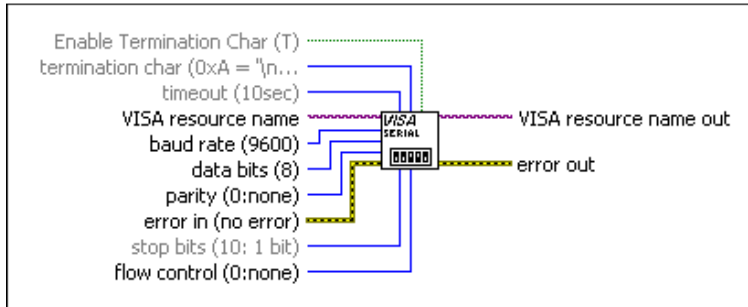 Enable Termination Char (T)
termination char (0xA = '\n...
timeout (10sec)
VISA resource name
baud rate (9600)
data bits (8)
parity (0:none)
error in (no error)
stop bits (10: 1 bit)
flow control (0:none)
VISA
SERIAL
VISA resource name out
error out